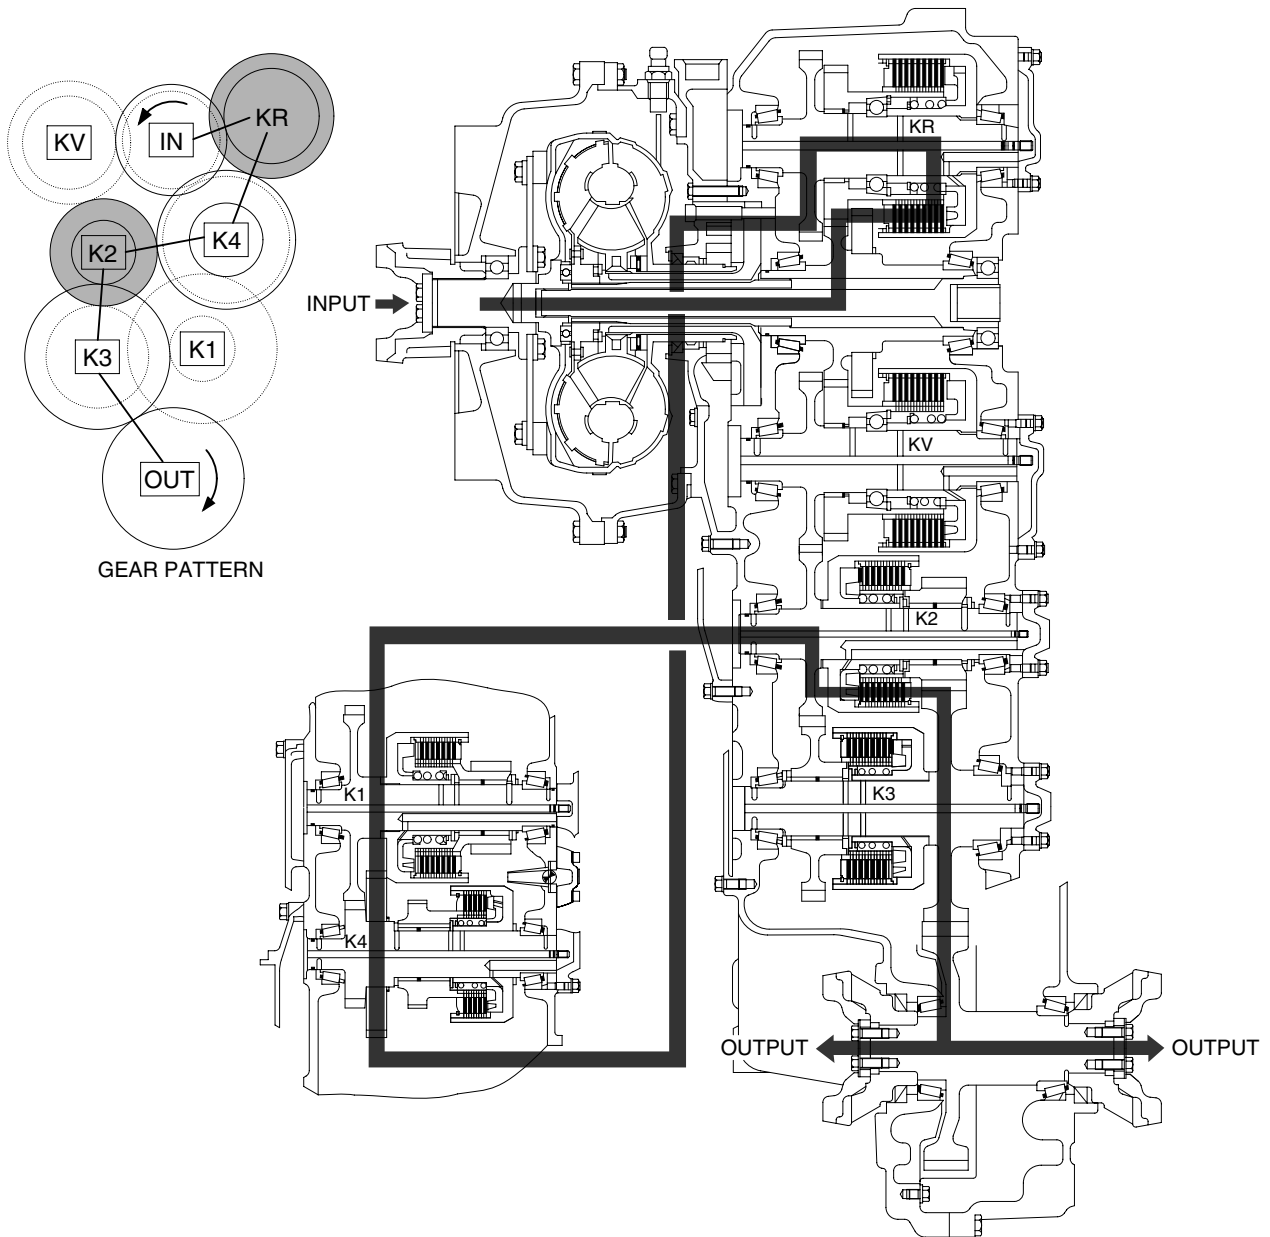 KV
IN
KR
K2
K4
K3
K1
OUT
GEAR PATTERN
INPUT
KR
KV
K2
K3
K1
K4
OUTPUT
OUTPUT